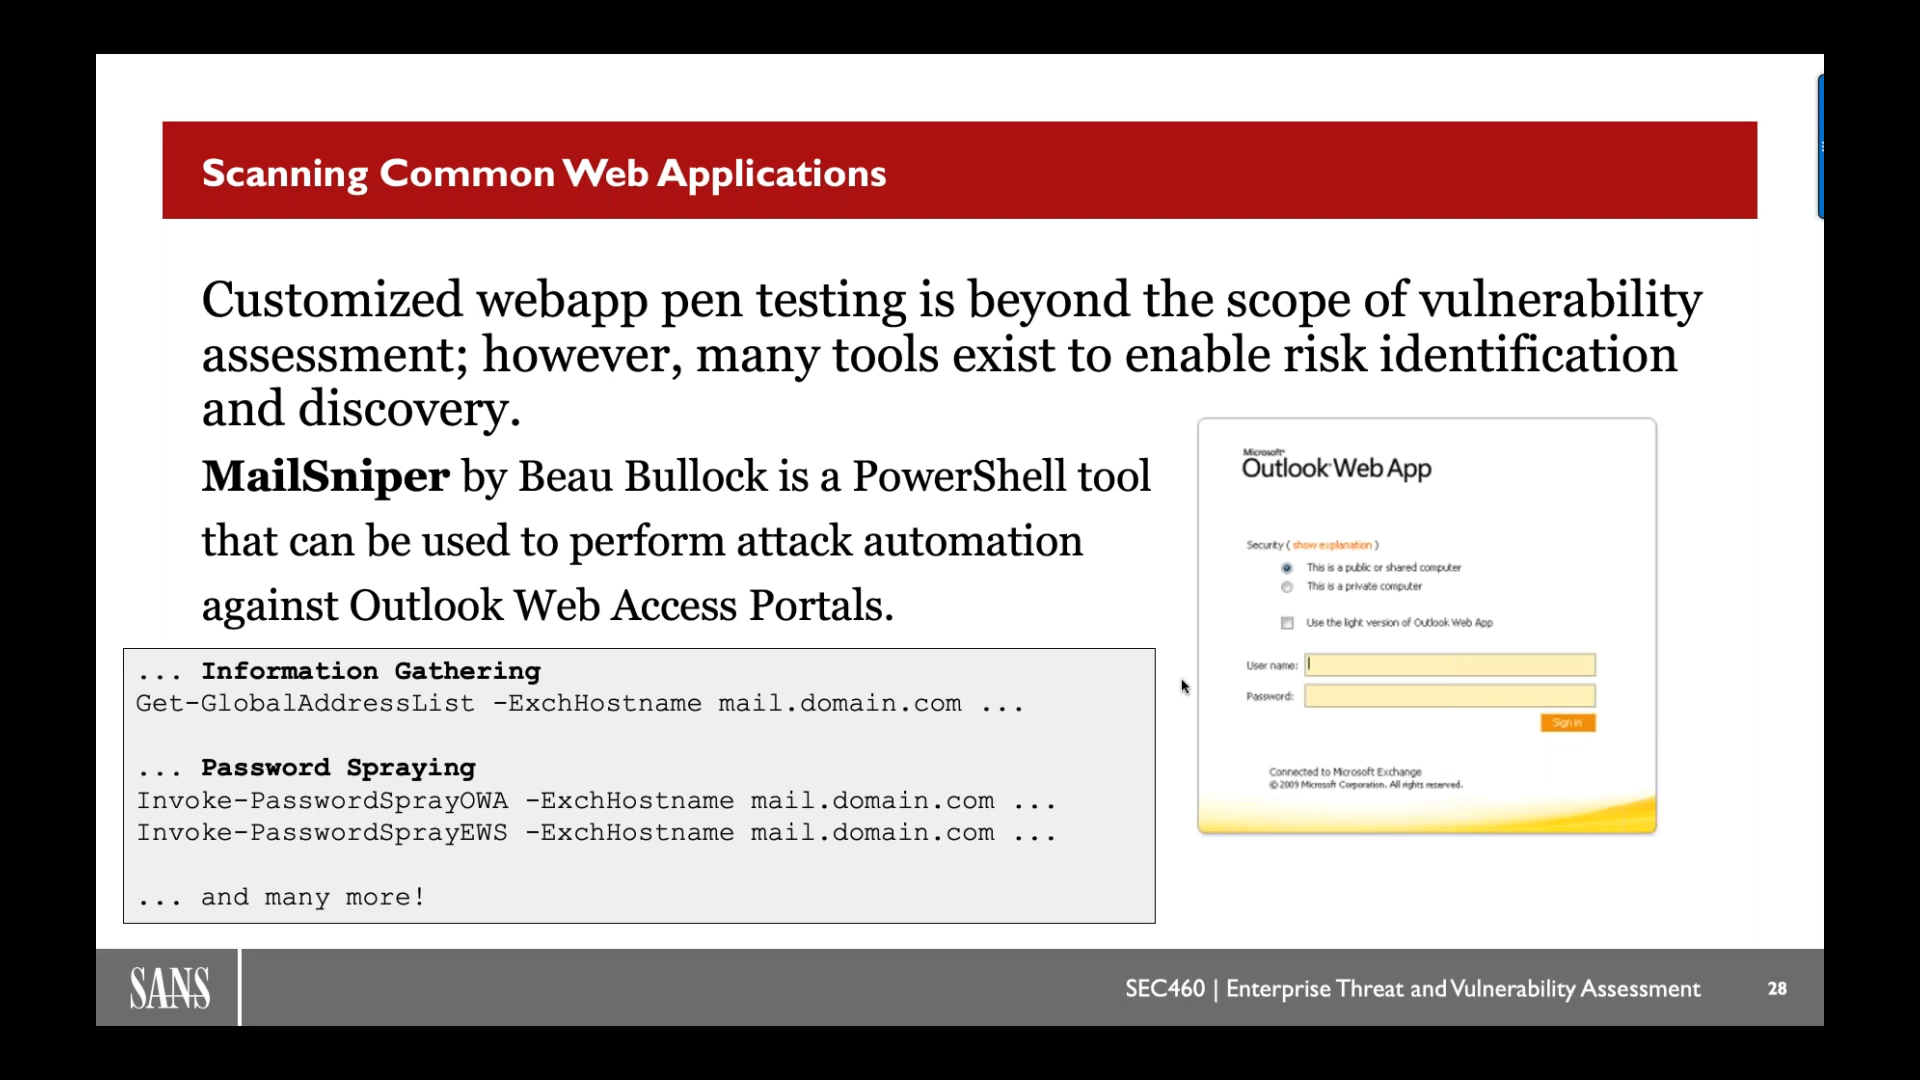 Scanning Common Web Applications
Customized webapp pen testing is beyond the scope of vulnerability
assessment; however, many tools exist to enable risk identification
and discovery.
MailSniper by Beau Bullock is a PowerShell tool
that can be used to perform attack automation
against Outlook Web Access Portals.
... Information Gathering
Get-GlobalAddressList -ExchHostname mail.domain.com ...
... Password Spraying
Invoke-PasswordSprayOWA -ExchHostname mail.domain.com ...
Invoke-PasswordSprayEWS -ExchHostname mail.domain.com ...
... and many more!
Microsoft®
Outlook Web App
Security ( show explanation )
This is a public or shared computer
This is a private computer
Use the light version of Outlook Web App
User name:
Password:
Sign in
Connected to Microsoft Exchange
© 2009 Microsoft Corporation. All rights reserved.
SANS
SEC460 | Enterprise Threat and Vulnerability Assessment
28